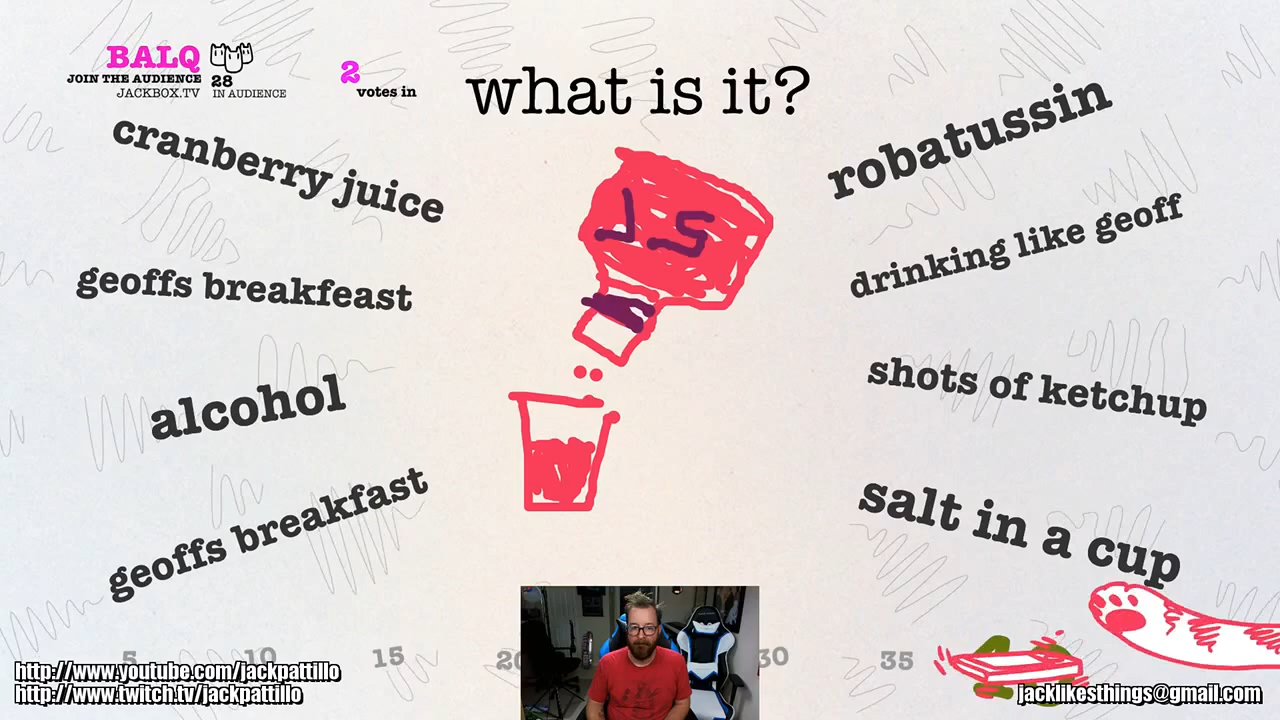 BALQ
JOIN THE AUDIENCE
JACKBOX.TV
28
IN AUDIENCE
2
votes in
what is it?
cranberry juice
robatussin
geoffs breakfeast
drinking like geoff
alcohol
shots of ketchup
geoffs breakfast
salt in a cup
5
10
15
20
30
35
http://www.youtube.com/jackpattillo
http://www.twitch.tv/jackpattillo
jacklikesthings@gmail.com